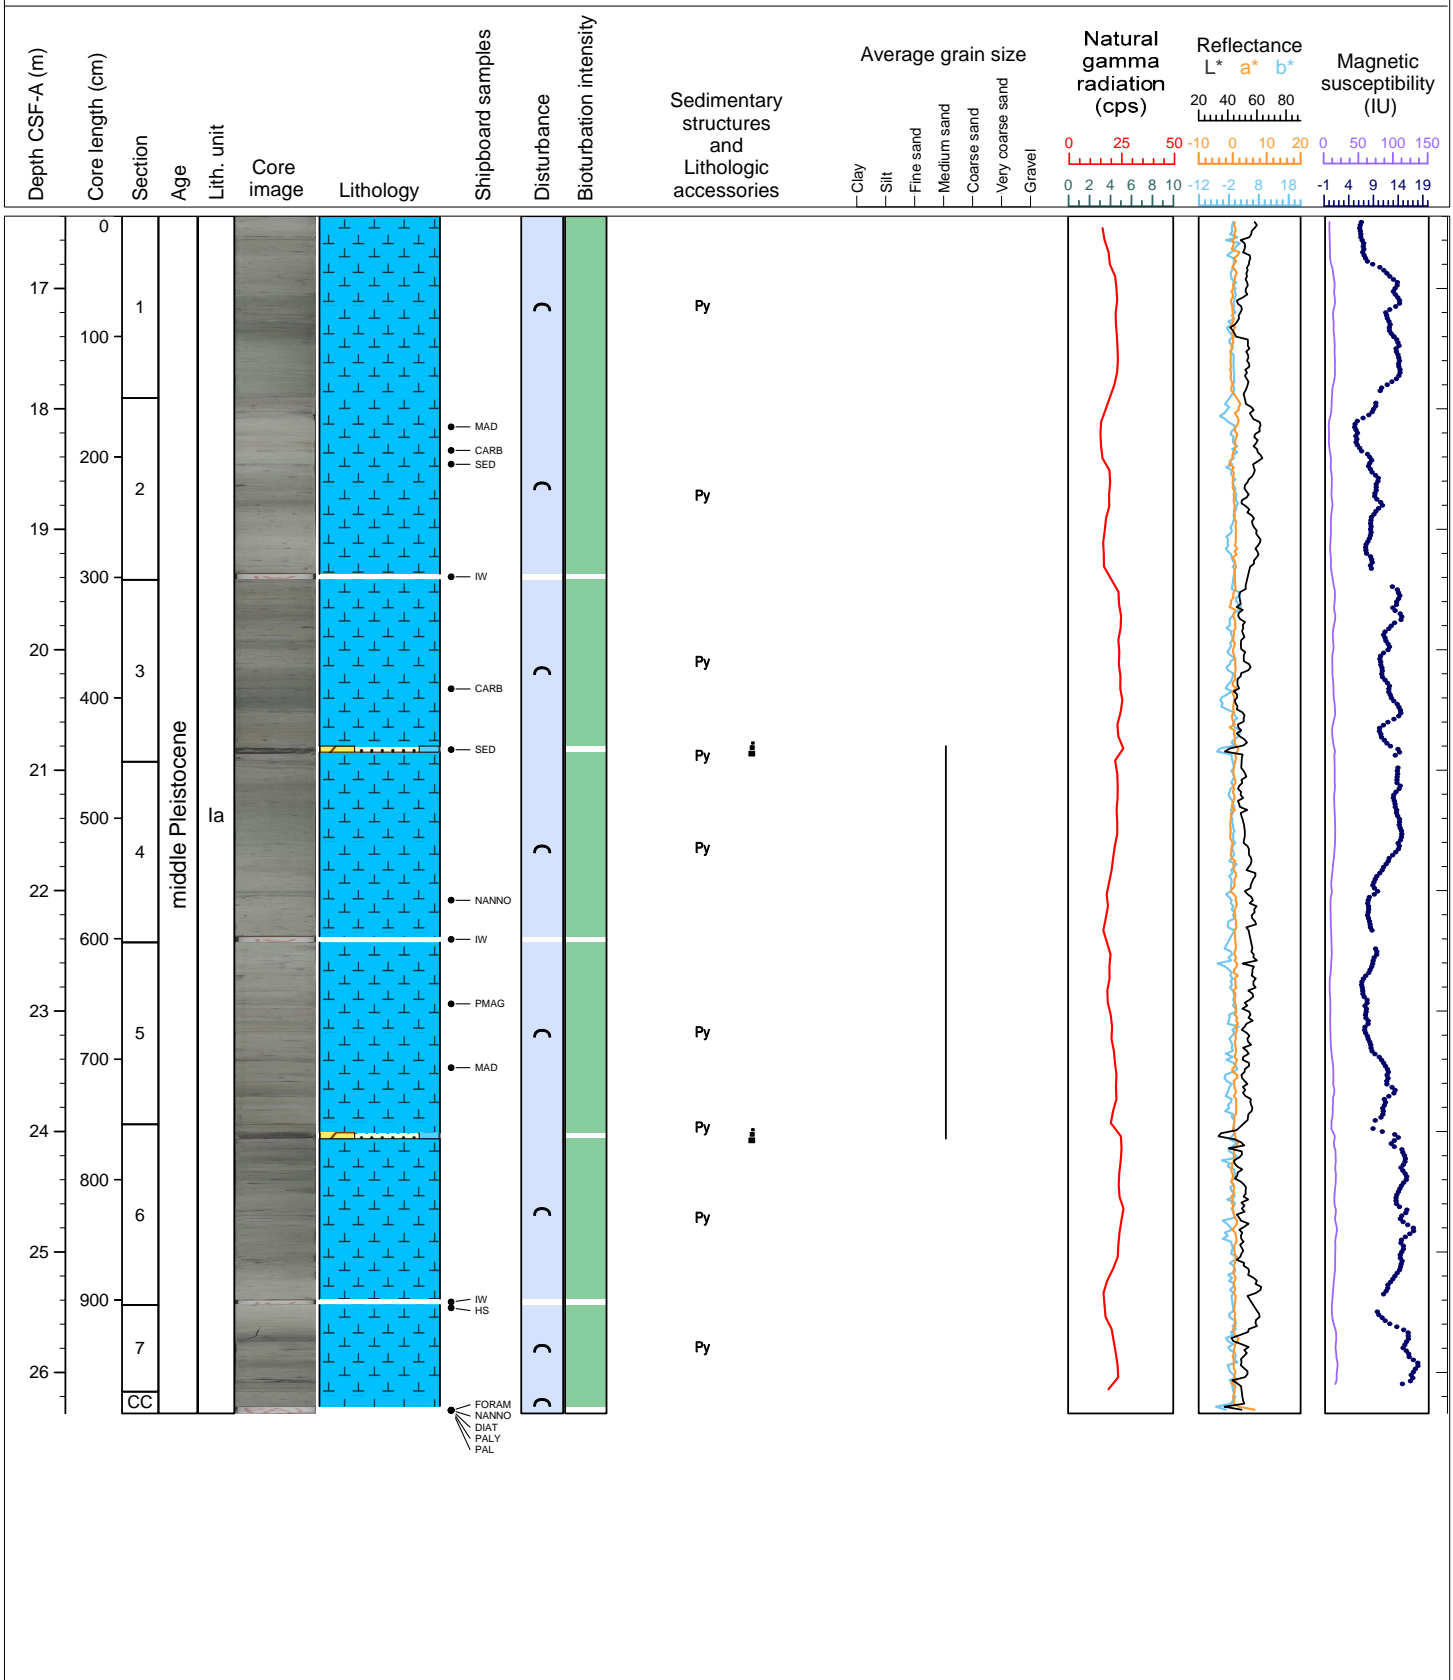 Depth CSF-A (m)
Core length (cm)
Section
Age
Lith. unit
Core
image
Lithology
Shipboard samples
Disturbance
Bioturbation intensity
Sedimentary
structures
and
Lithologic
accessories
Average grain size
Clay
Silt
Fine sand
Medium sand
Coarse sand
Very coarse sand
Gravel
Natural
gamma
radiation
(cps)
0 25 50
0 2 4 6 8 10
Reflectance
L* a* b*
20 40 60 80
-10 0 10 20
-12 -2 8 18
Magnetic
susceptibility
(IU)
0 50 100 150
-1 4 9 14 19
0
17
1
Py
100
18
MAD
CARB
200
SED
2
Py
19
300
IW
20
3
Py
400
CARB
SED
Py
21
middle Pleistocene
Ia
500
4
Py
22
NANNO
600
IW
23
PMAG
5
Py
700
MAD
24
Py
800
6
Py
25
900
IW
HS
7
Py
26
CC
FORAM
NANNO
DIAT
PALY
PAL